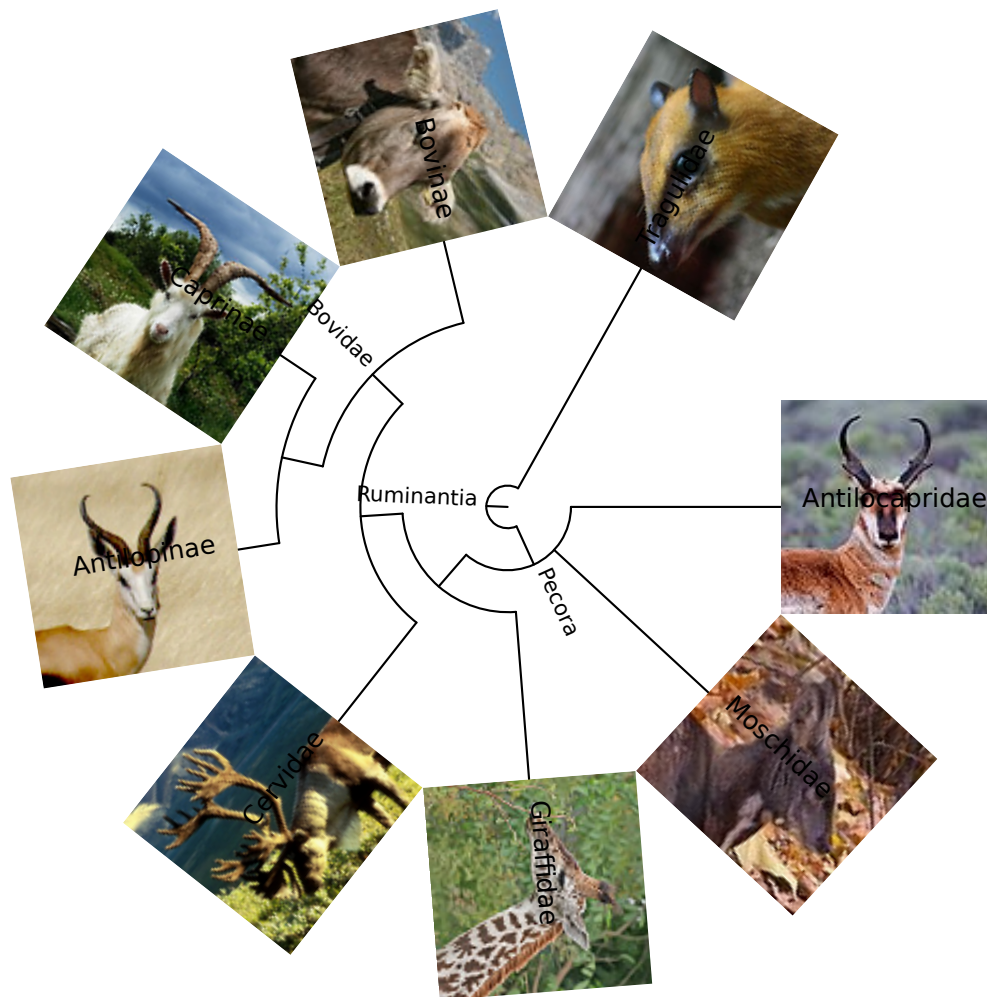 Bovinae
Tragulidae
Caprinae
Bovidae
Ruminantia
Antilocapridae
Antilopinae
Pecora
Moschidae
Cervidae
Giraffidae